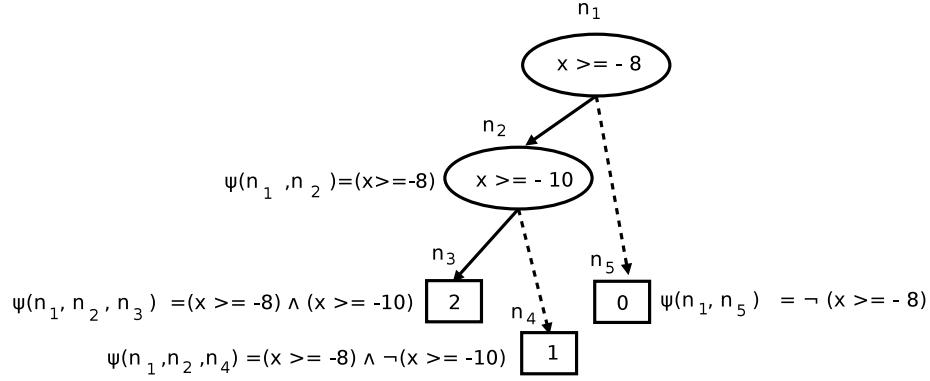 n1
x >= - 8
n2
ψ(n1 ,n2 )=(x>=-8)
x >= - 10
n3
n5
ψ(n1, n2 , n3 ) =(x >= -8) ∧ (x >= -10)
2
n4
0
ψ(n1, n5 ) = ¬ (x >= - 8)
ψ(n1 ,n2 ,n4) =(x >= -8) ∧ ¬(x >= -10)
1